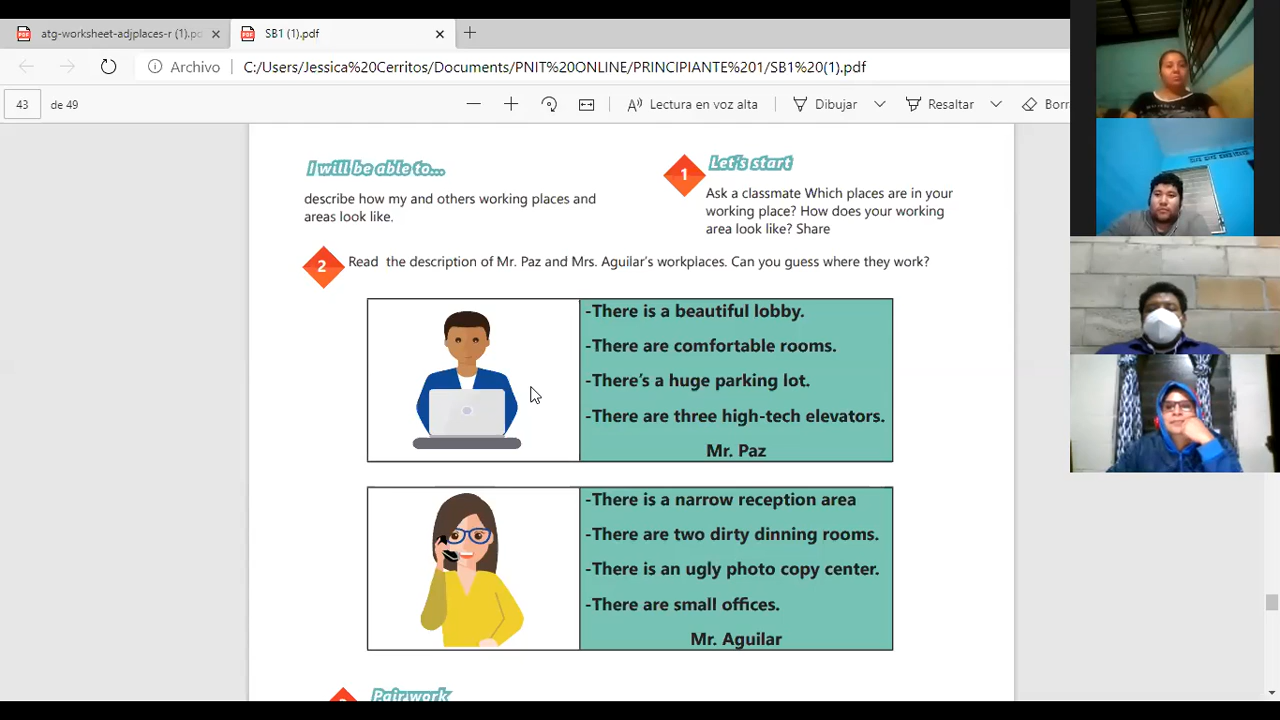 atg-worksheet-adjplaces-r (1).pd
SB1 (1).pdf
Archivo
C:/Users/Jessica%20Cerritos/Documents/PNIT%20ONLINE/PRINCIPIANTE%201/SB1%20(1).pdf
43
de 49
Lectura en voz alta
Dibujar
Resaltar
Borr
I will be able to...
describe how my and others working places and
areas look like.
1
Let's start
Ask a classmate Which places are in your
working place? How does your working
area look like? Share
2
Read the description of Mr. Paz and Mrs. Aguilar's workplaces. Can you guess where they work?
-There is a beautiful lobby.
-There are comfortable rooms.
-There's a huge parking lot.
-There are three high-tech elevators.
Mr. Paz
-There is a narrow reception area
-There are two dirty dinning rooms.
-There is an ugly photo copy center.
-There are small offices.
Mr. Aguilar
Pair work